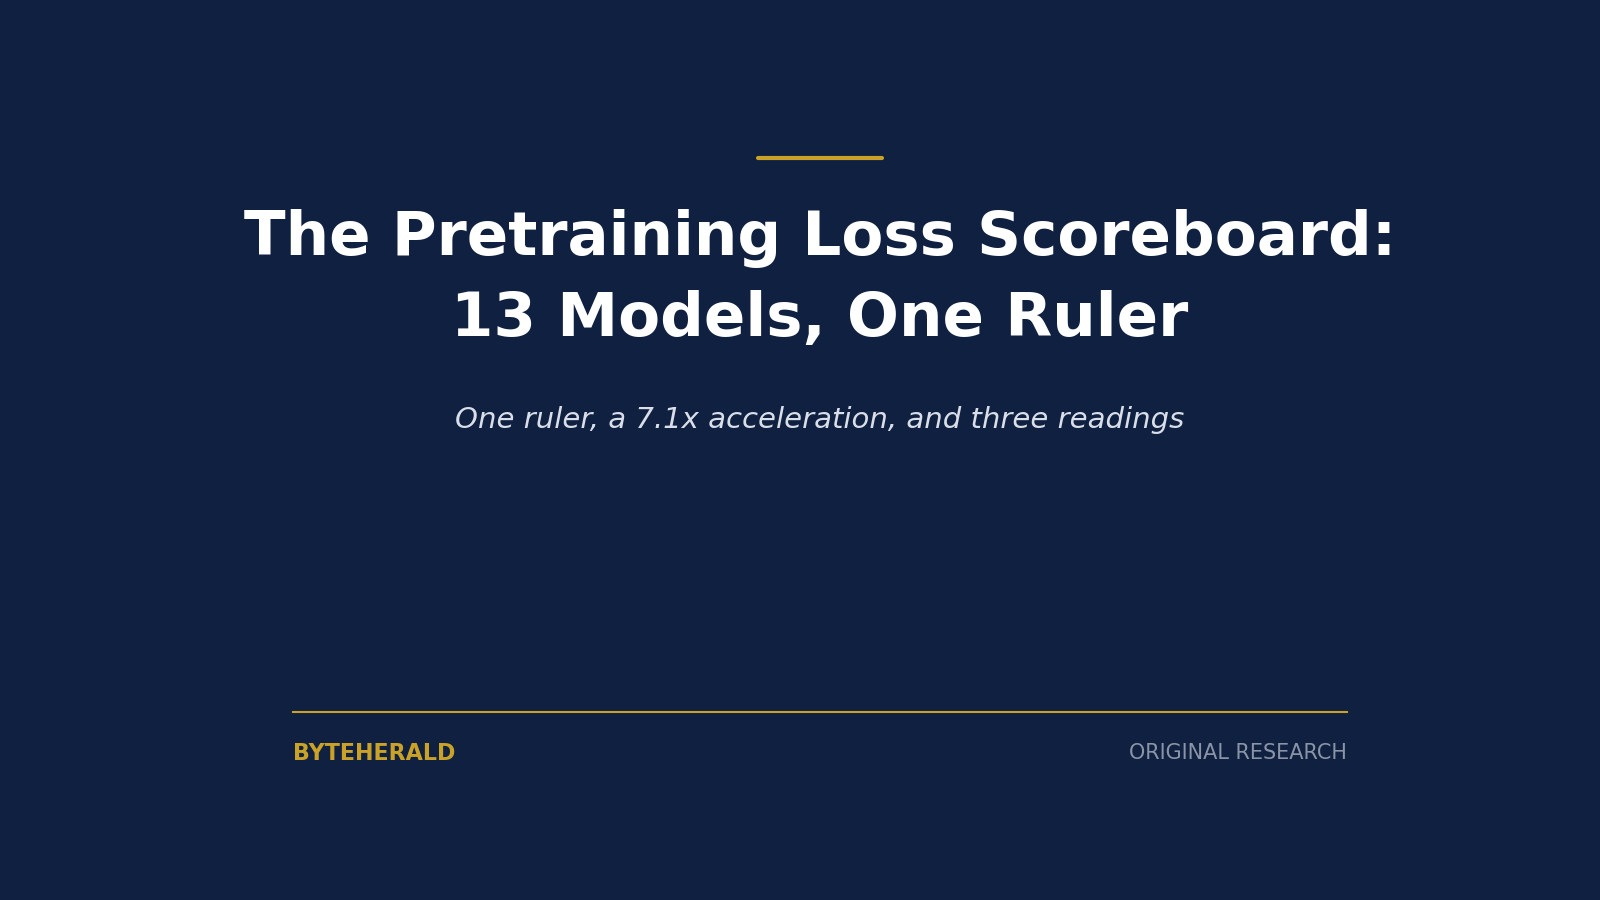 The Pretraining Loss Scoreboard:
13 Models, One Ruler
One ruler, a 7.1x acceleration, and three readings
BYTEHERALD
ORIGINAL RESEARCH